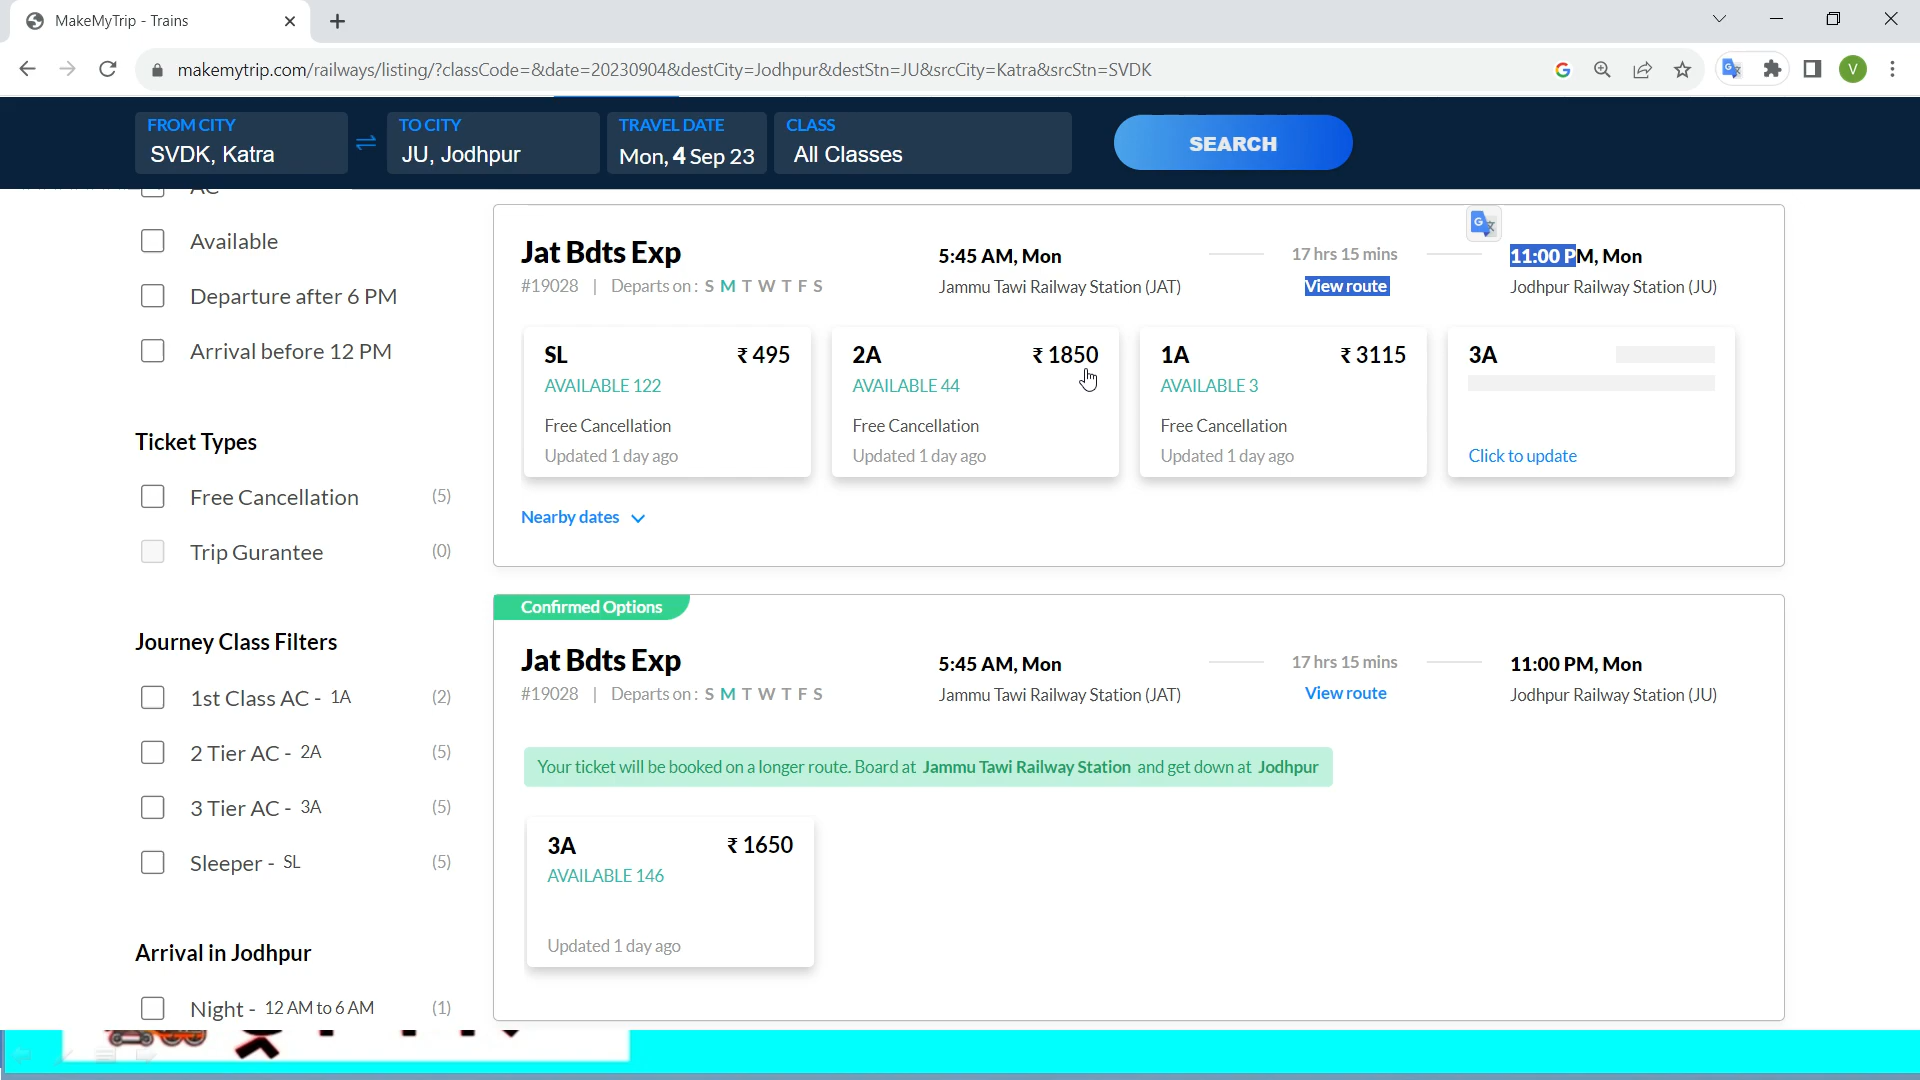 MakeMyTrip - Trains
makemytrip.com/railways/listing/?classCode=&date=20230904&destCity=Jodhpur&destStn=JU&srcCity=Katra&srcStn=SVDK
V
FROM CITY
SVDK, Katra
TO CITY
JU, Jodhpur
TRAVEL DATE
Mon, 4 Sep 23
CLASS
All Classes
SEARCH
AC
Available
Departure after 6 PM
Arrival before 12 PM
Ticket Types
Free Cancellation (5)
Trip Gurantee (0)
Journey Class Filters
1st Class AC - 1A (2)
2 Tier AC - 2A (5)
3 Tier AC - 3A (5)
Sleeper - SL (5)
Arrival in Jodhpur
Night - 12 AM to 6 AM (1)
Jat Bdts Exp
#19028 | Departs on : S M T W T F S
5:45 AM, Mon
Jammu Tawi Railway Station (JAT)
17 hrs 15 mins
View route
11:00 PM, Mon
Jodhpur Railway Station (JU)
SL ₹ 495
AVAILABLE 122
Free Cancellation
Updated 1 day ago
2A ₹ 1850
AVAILABLE 44
Free Cancellation
Updated 1 day ago
1A ₹ 3115
AVAILABLE 3
Free Cancellation
Updated 1 day ago
3A
Click to update
Nearby dates
Confirmed Options
Jat Bdts Exp
#19028 | Departs on : S M T W T F S
5:45 AM, Mon
Jammu Tawi Railway Station (JAT)
17 hrs 15 mins
View route
11:00 PM, Mon
Jodhpur Railway Station (JU)
Your ticket will be booked on a longer route. Board at Jammu Tawi Railway Station and get down at Jodhpur
3A ₹ 1650
AVAILABLE 146
Updated 1 day ago